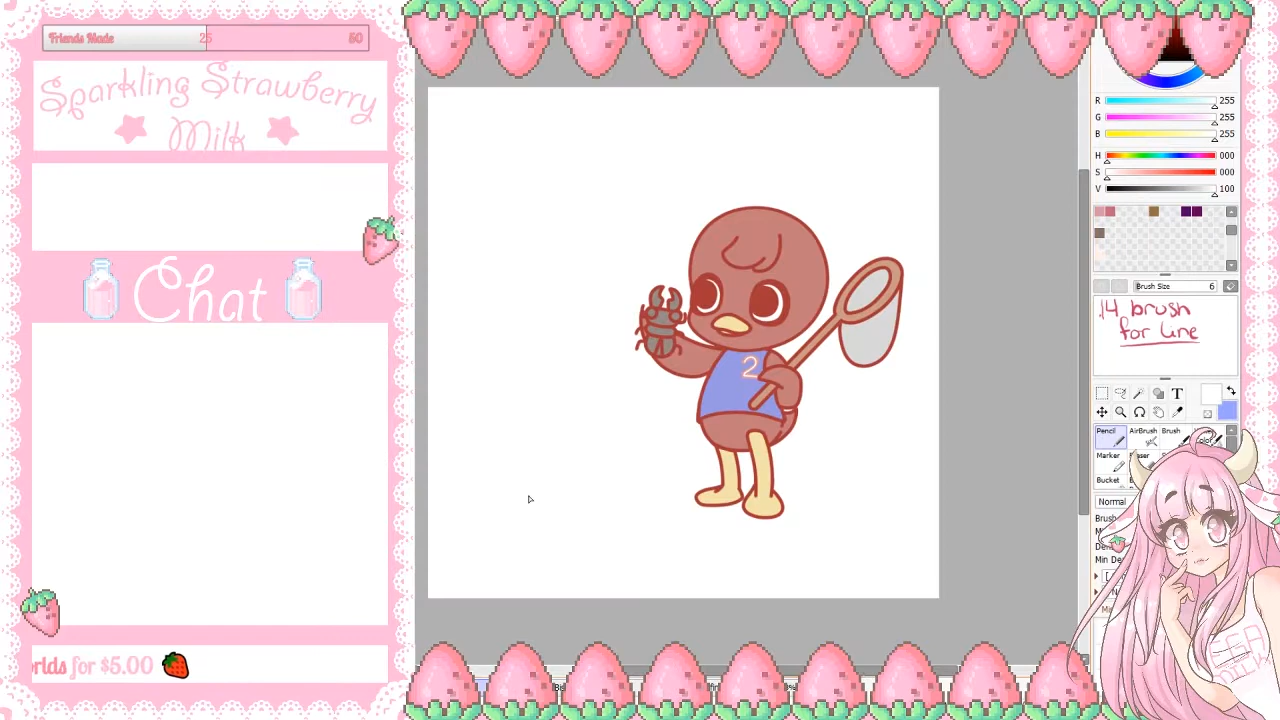 Friends Made 25 50
Sparkling Strawberry
Milk
Chat
for $5.00
2
R 255
G 255
B 255
H 000
S 000
V 100
Brush Size 6
.14 brush
for line
T
Pencil AirBrush Brush
Marker
Bucket
Normal